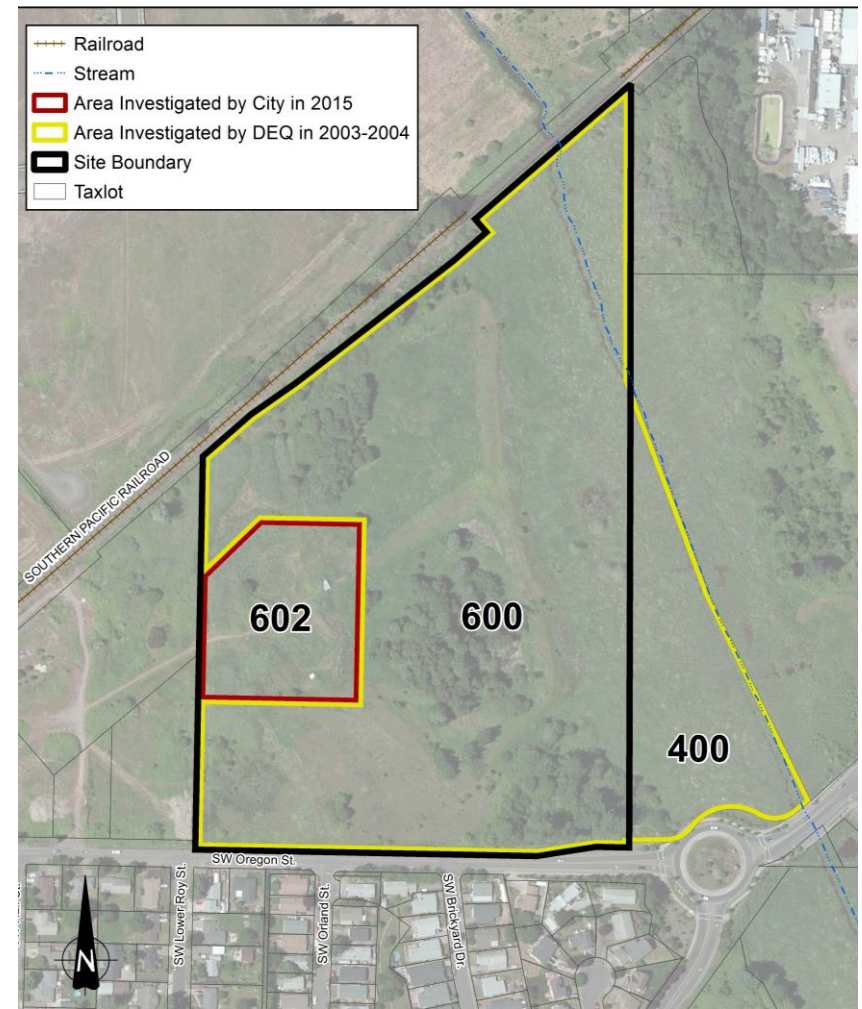 Railroad
Stream
Area Investigated by City in 2015
Area Investigated by DEQ in 2003-2004
Site Boundary
Taxlot
SOUTHERN PACIFIC RAILROAD
602
600
400
SW Oregon St.
SW Lower Roy St.
SW Orland St.
SW Brickyard Dr.
N